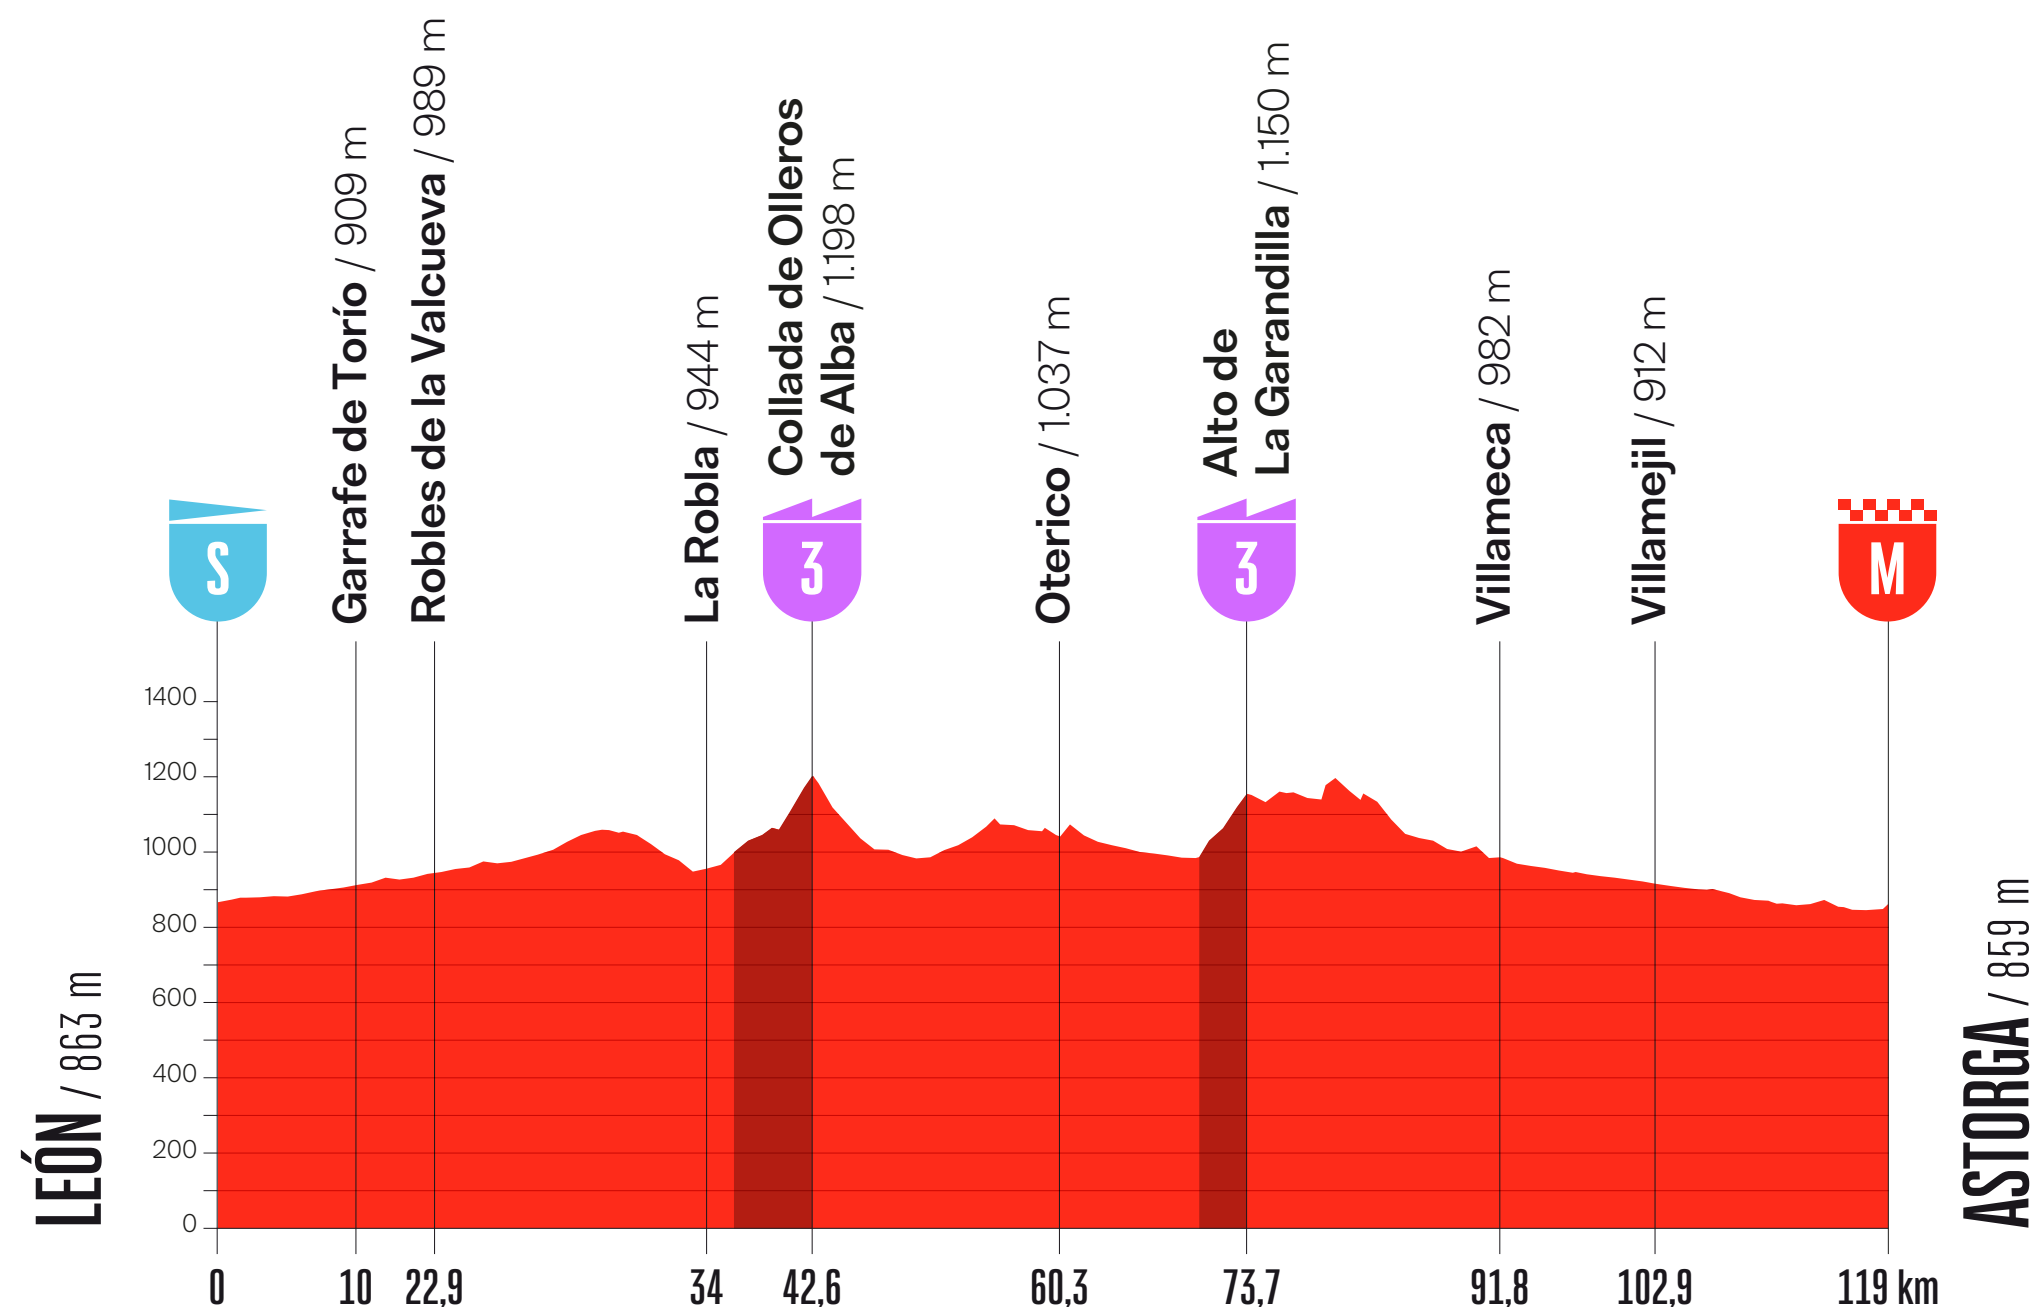 LEÓN / 863 m
S
Garrafe de Torío / 909 m
Robles de la Valcueva / 989 m
La Robla / 944 m
Collada de Olleros
de Alba / 1.198 m
3
Oterico / 1.037 m
Alto de
La Garandilla / 1.150 m
3
Villameca / 982 m
Villamejil / 912 m
M
ASTORGA / 859 m
1400
1200
1000
800
600
400
200
0
0 10 22,9 34 42,6 60,3 73,7 91,8 102,9 119 km